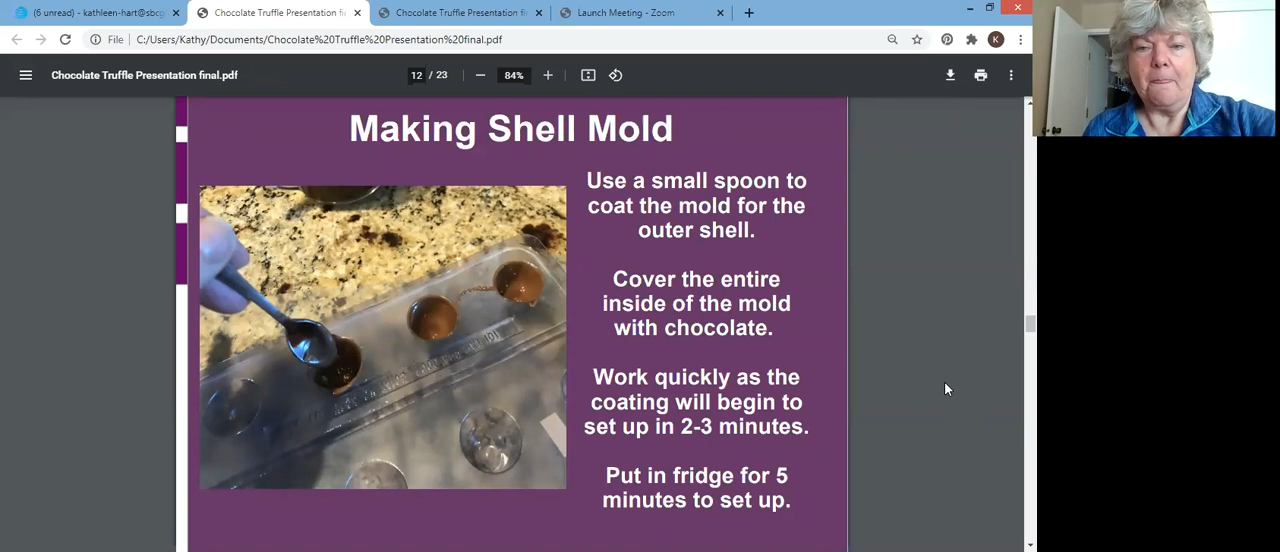 (6 unread) - kathleen-hart@sbcg
Chocolate Truffle Presentation fi
Chocolate Truffle Presentation fi
Launch Meeting - Zoom
File
C:/Users/Kathy/Documents/Chocolate%20Truffle%20Presentation%20final.pdf
K
Chocolate Truffle Presentation final.pdf
12 / 23
84%
Making Shell Mold
Use a small spoon to
coat the mold for the
outer shell.
Cover the entire
inside of the mold
with chocolate.
Work quickly as the
coating will begin to
set up in 2-3 minutes.
Put in fridge for 5
minutes to set up.